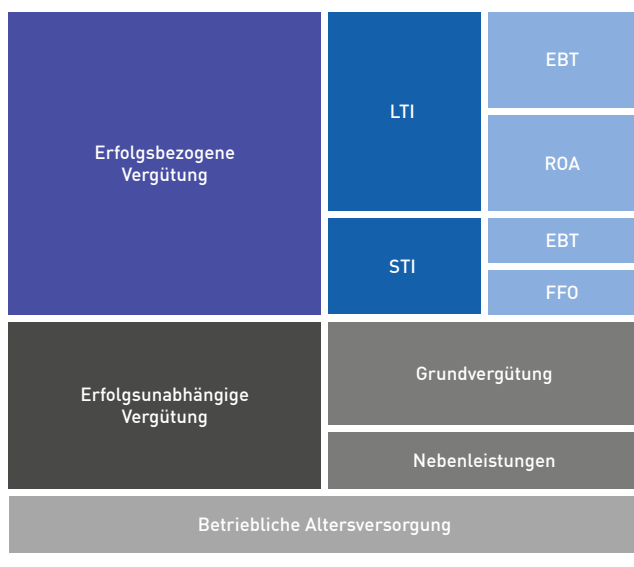 Erfolgsbezogene
Vergütung
LTI
EBT
ROA
STI
EBT
FFO
Erfolgsunabhängige
Vergütung
Grundvergütung
Nebenleistungen
Betriebliche Altersversorgung